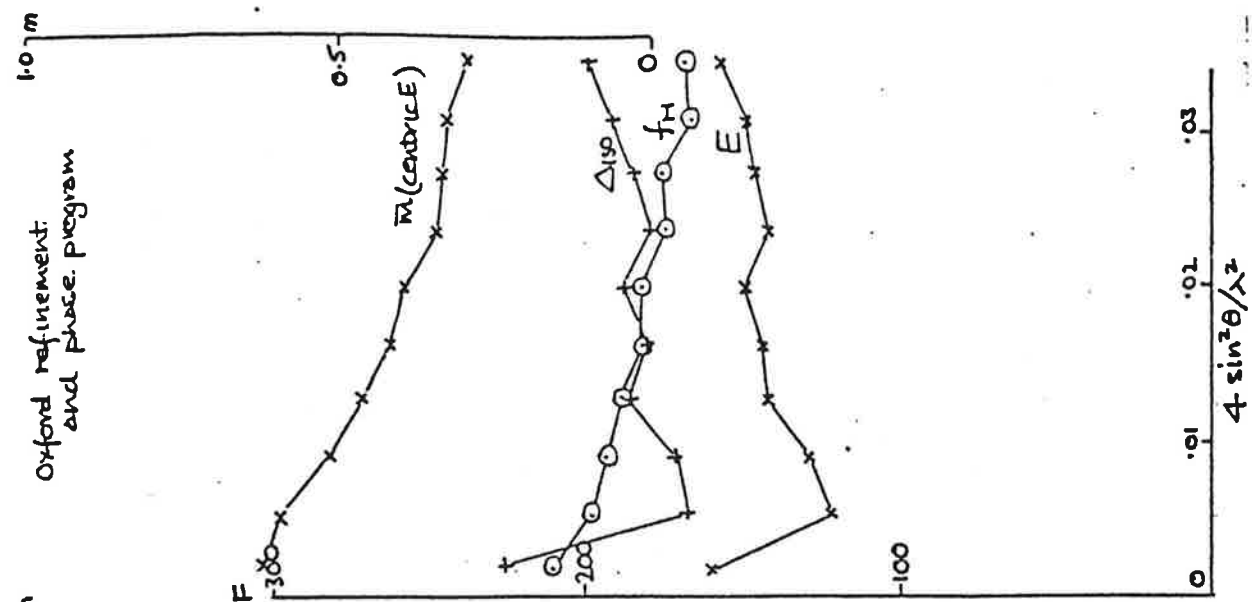 Oxford refinement
and phase program
1.0 m
0.5
0
F
300
200
100
0
m̅(centric E)
Δiso
fH
E
.01
.02
.03
4 sin²θ/λ²